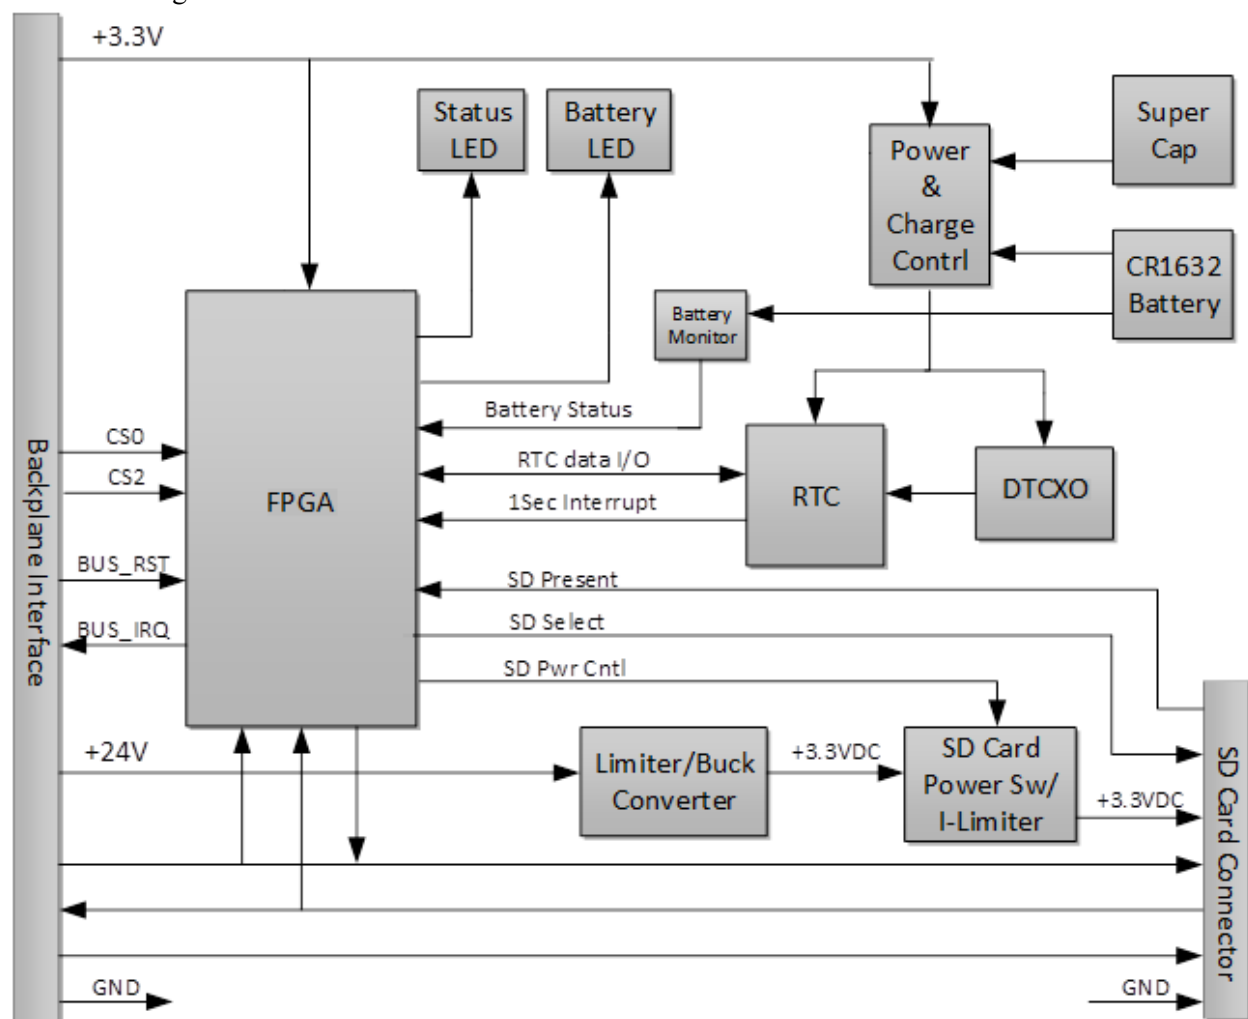 +3.3V
Status
LED
Battery
LED
Power
&
Charge
Contrl
Super
Cap
CR1632
Battery
Battery
Monitor
Battery Status
RTC data I/O
1Sec Interrupt
RTC
DTCXO
CS0
CS2
FPGA
BUS_RST
BUS_IRQ
Backplane Interface
SD Present
SD Select
SD Pwr Cntl
+24V
Limiter/Buck
Converter
+3.3VDC
SD Card
Power Sw/
I-Limiter
+3.3VDC
SD Card Connector
GND
GND